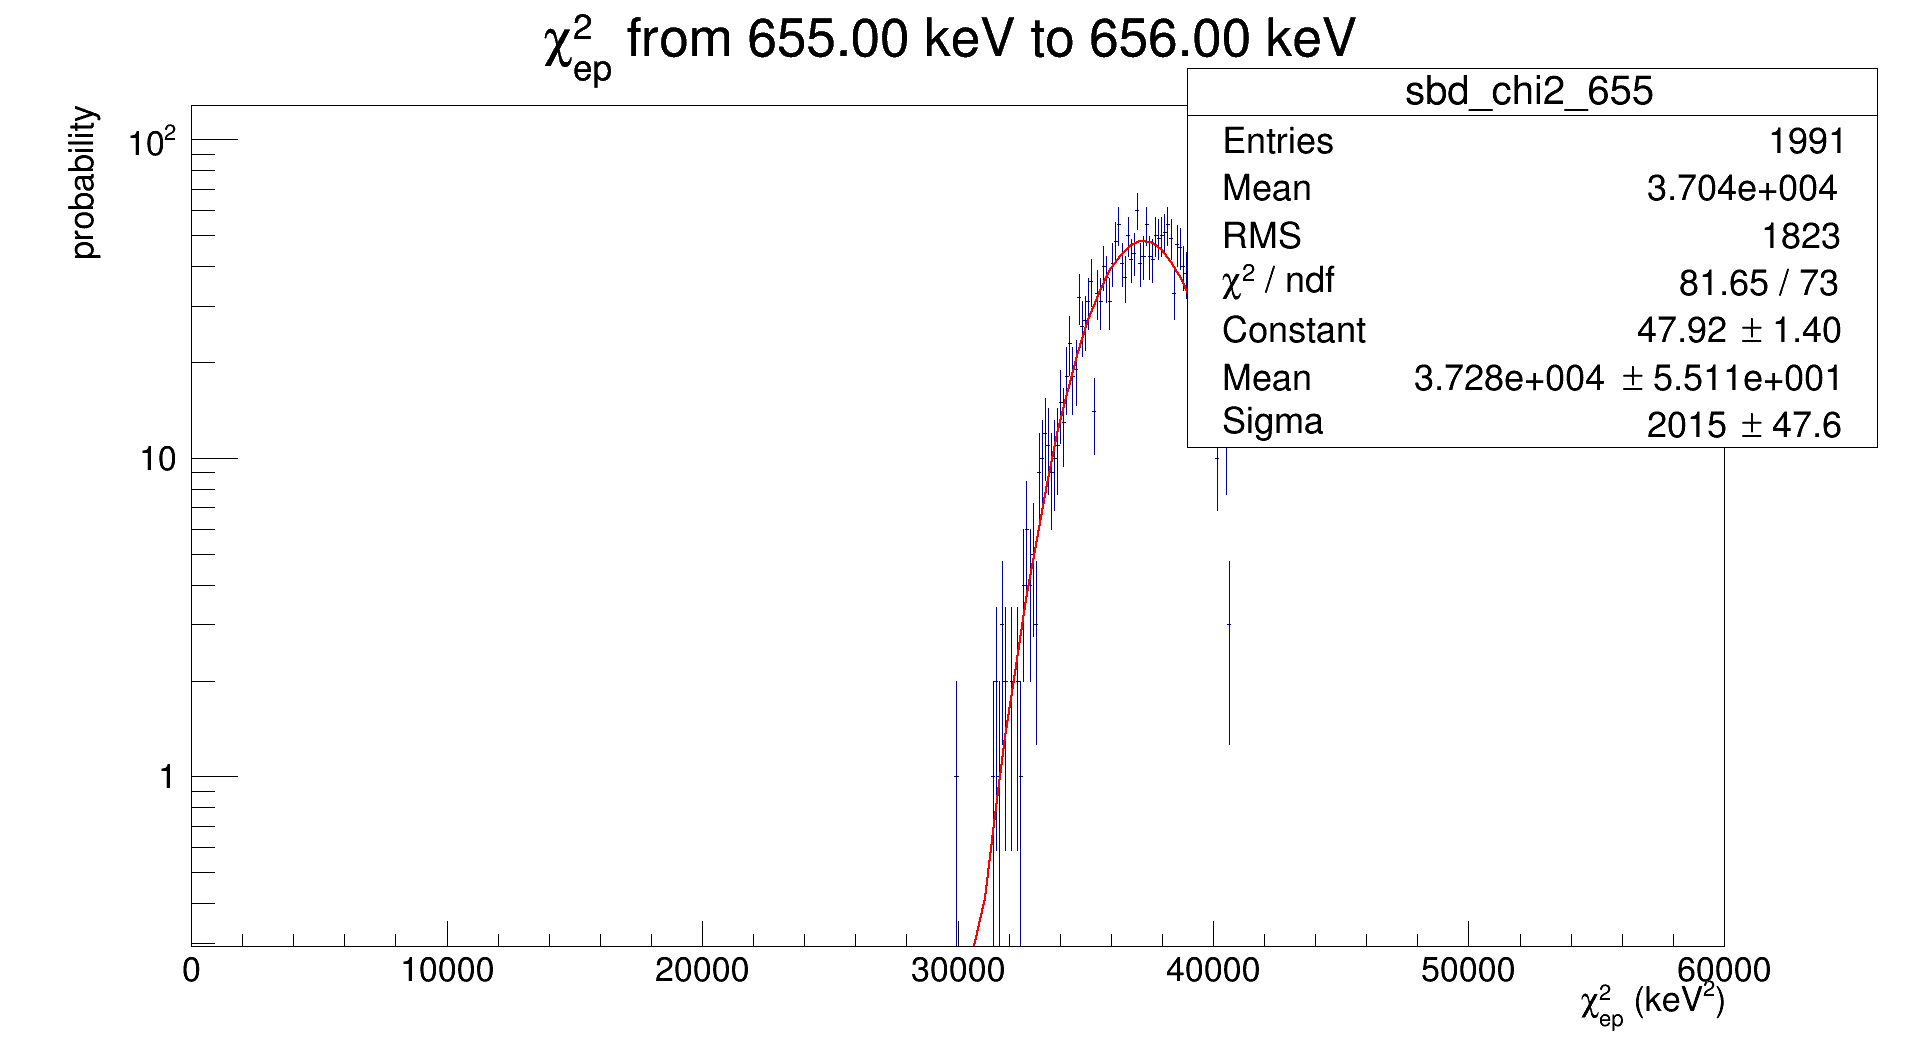 χ²ep from 655.00 keV to 656.00 keV
sbd_chi2_655
Entries 1991
Mean 3.704e+004
RMS 1823
χ² / ndf 81.65 / 73
Constant 47.92 ± 1.40
Mean 3.728e+004 ± 5.511e+001
Sigma 2015 ± 47.6
probability
10²
10
1
0 10000 20000 30000 40000 50000 60000
χ²ep (keV²)